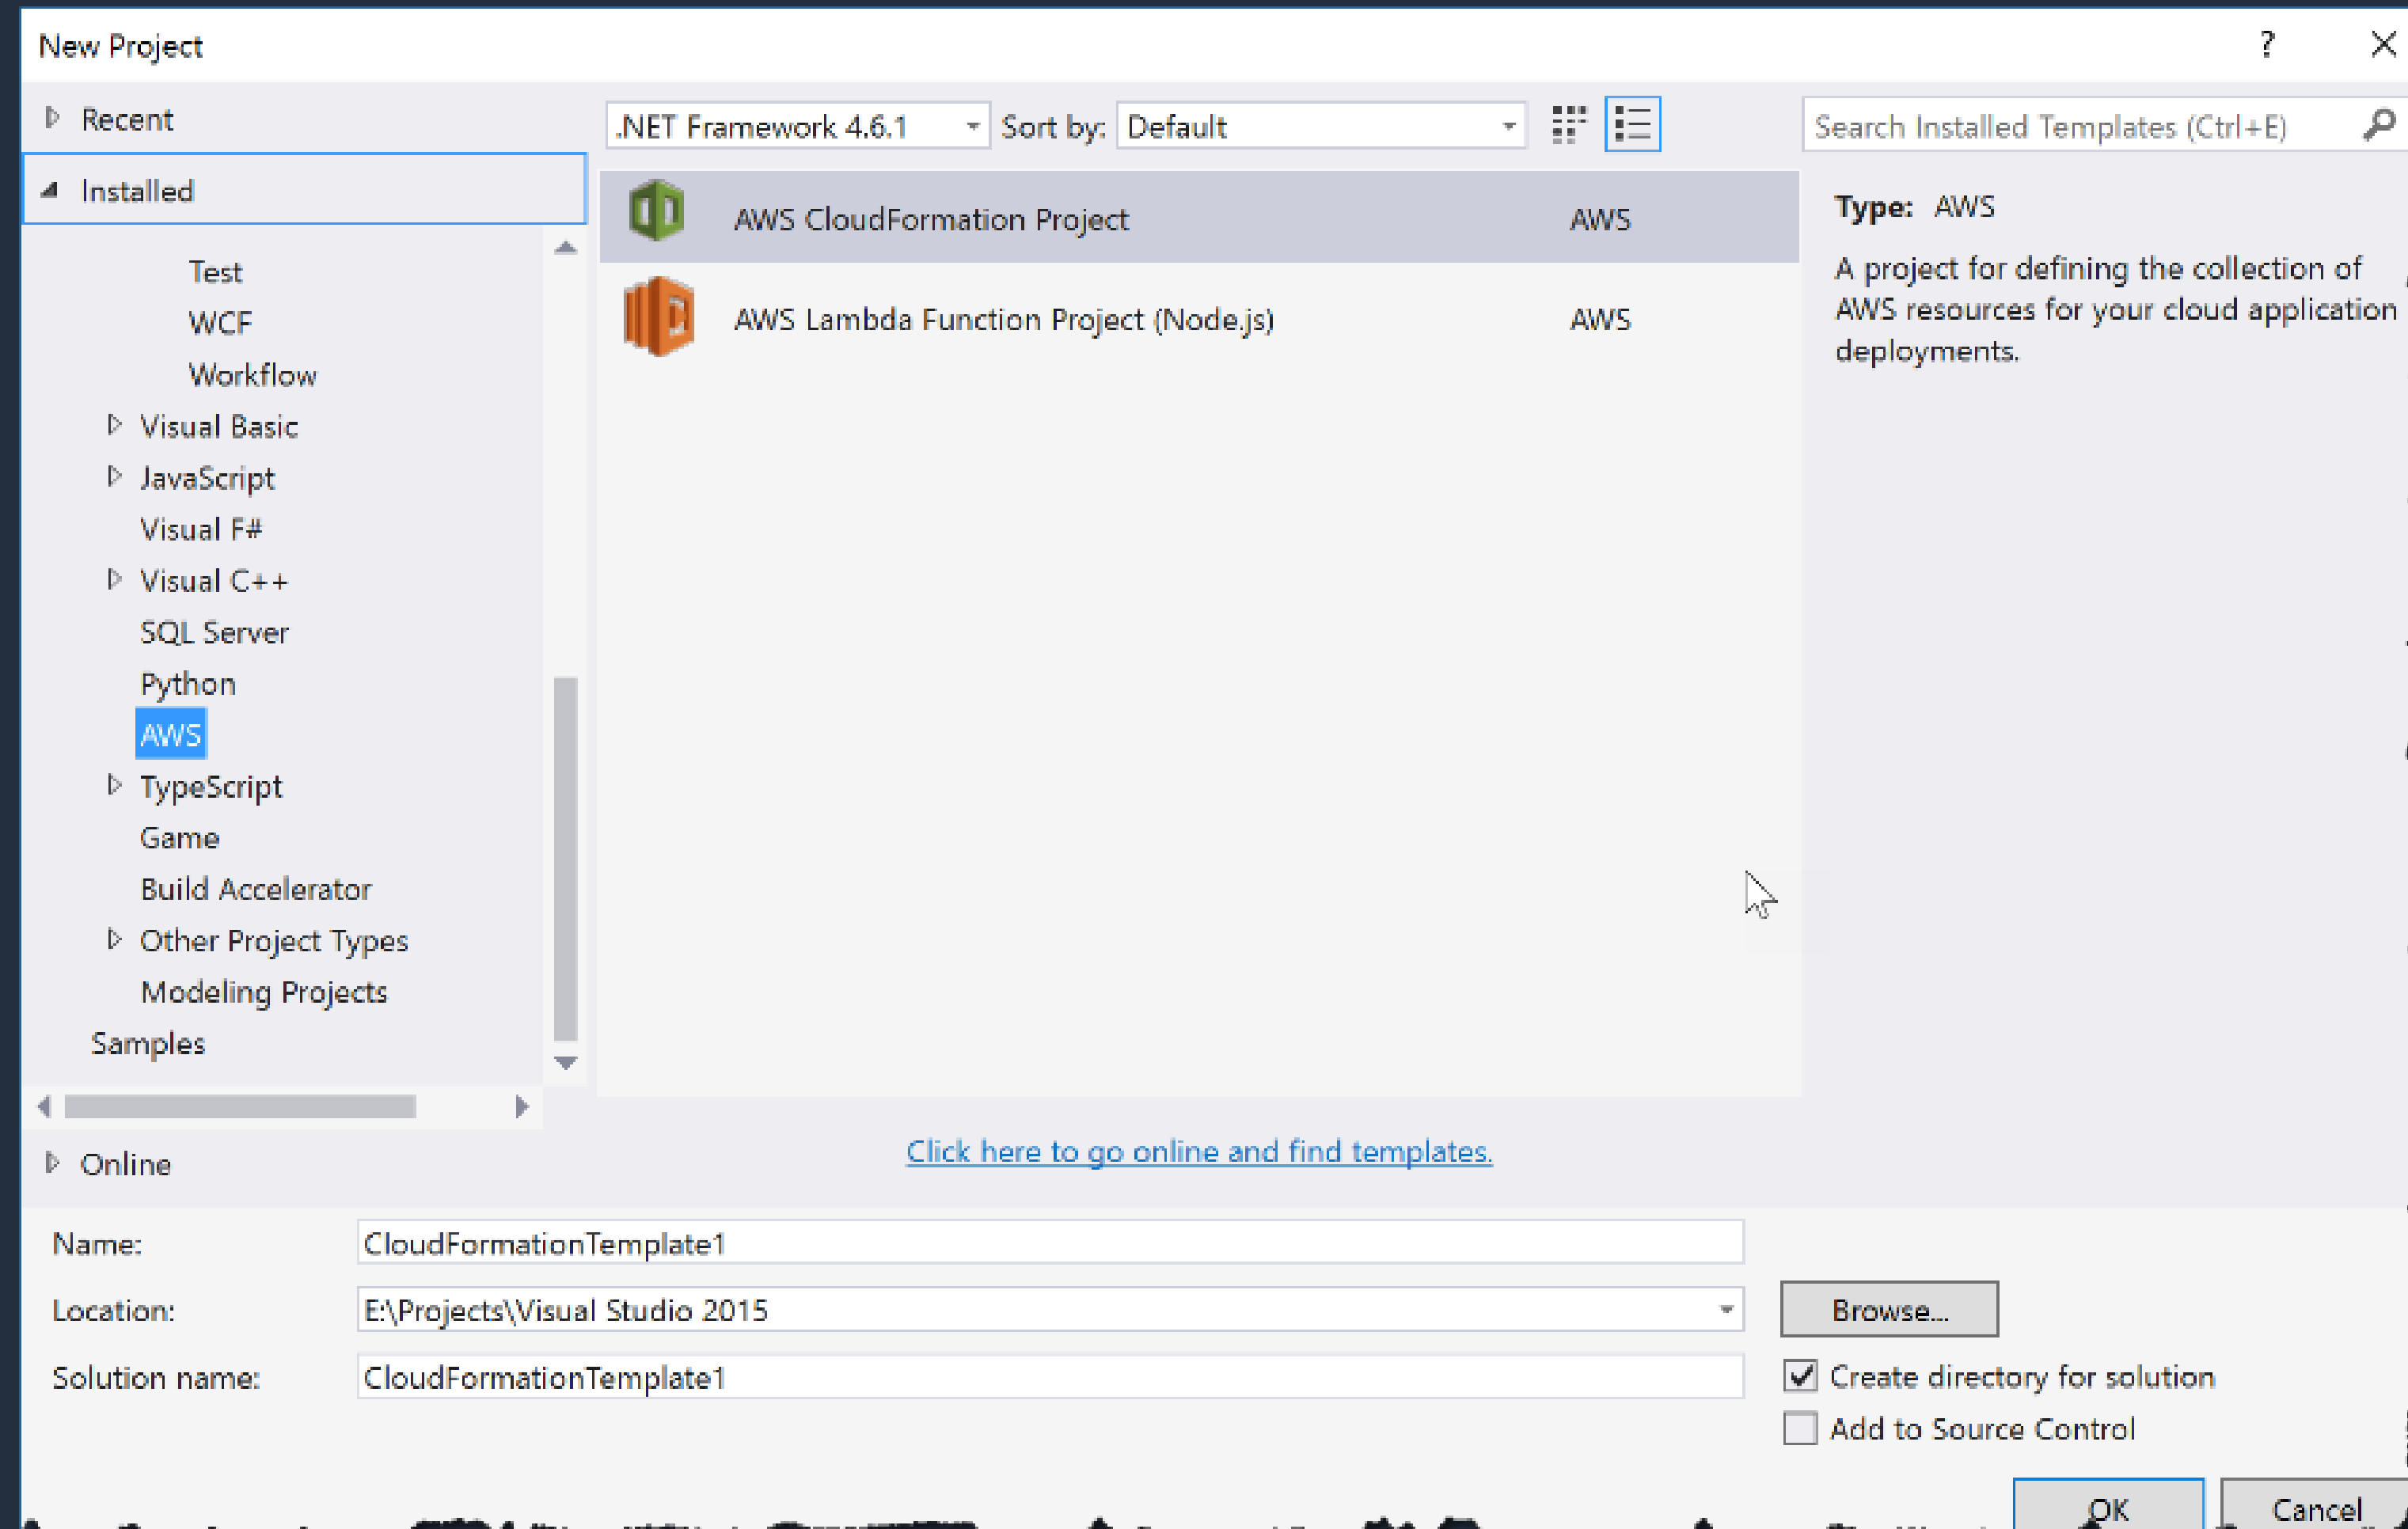 New Project
?
Recent
.NET Framework 4.6.1
Sort by:
Default
Search Installed Templates (Ctrl+E)
Installed
Test
WCF
Workflow
Visual Basic
JavaScript
Visual F#
Visual C++
SQL Server
Python
AWS
TypeScript
Game
Build Accelerator
Other Project Types
Modeling Projects
Samples
Online
AWS CloudFormation Project AWS
AWS Lambda Function Project (Node.js) AWS
Type: AWS
A project for defining the collection of
AWS resources for your cloud application
deployments.
Click here to go online and find templates.
Name: CloudFormationTemplate1
Location: E:\Projects\Visual Studio 2015
Browse...
Solution name: CloudFormationTemplate1
Create directory for solution
Add to Source Control
OK
Cancel